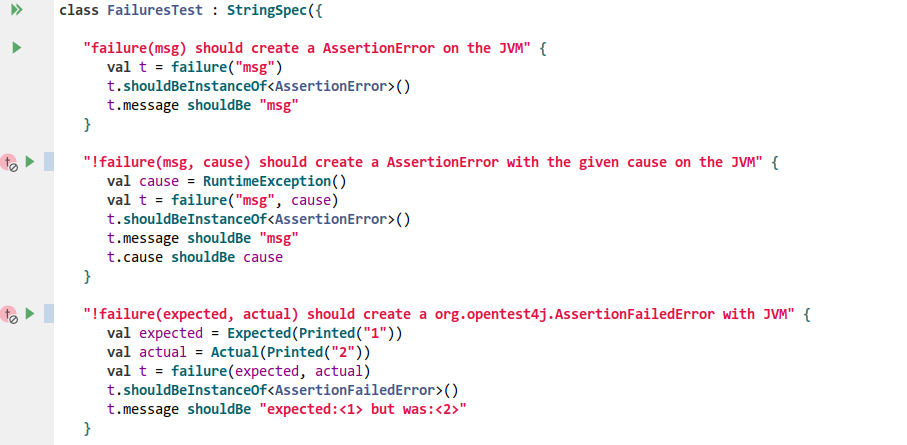 class FailuresTest : StringSpec({
"failure(msg) should create a AssertionError on the JVM" {
val t = failure("msg")
t.shouldBeInstanceOf<AssertionError>()
t.message shouldBe "msg"
}
"!failure(msg, cause) should create a AssertionError with the given cause on the JVM" {
val cause = RuntimeException()
val t = failure("msg", cause)
t.shouldBeInstanceOf<AssertionError>()
t.message shouldBe "msg"
t.cause shouldBe cause
}
"!failure(expected, actual) should create a org.opentest4j.AssertionFailedError with JVM" {
val expected = Expected(Printed("1"))
val actual = Actual(Printed("2"))
val t = failure(expected, actual)
t.shouldBeInstanceOf<AssertionFailedError>()
t.message shouldBe "expected:<1> but was:<2>"
}